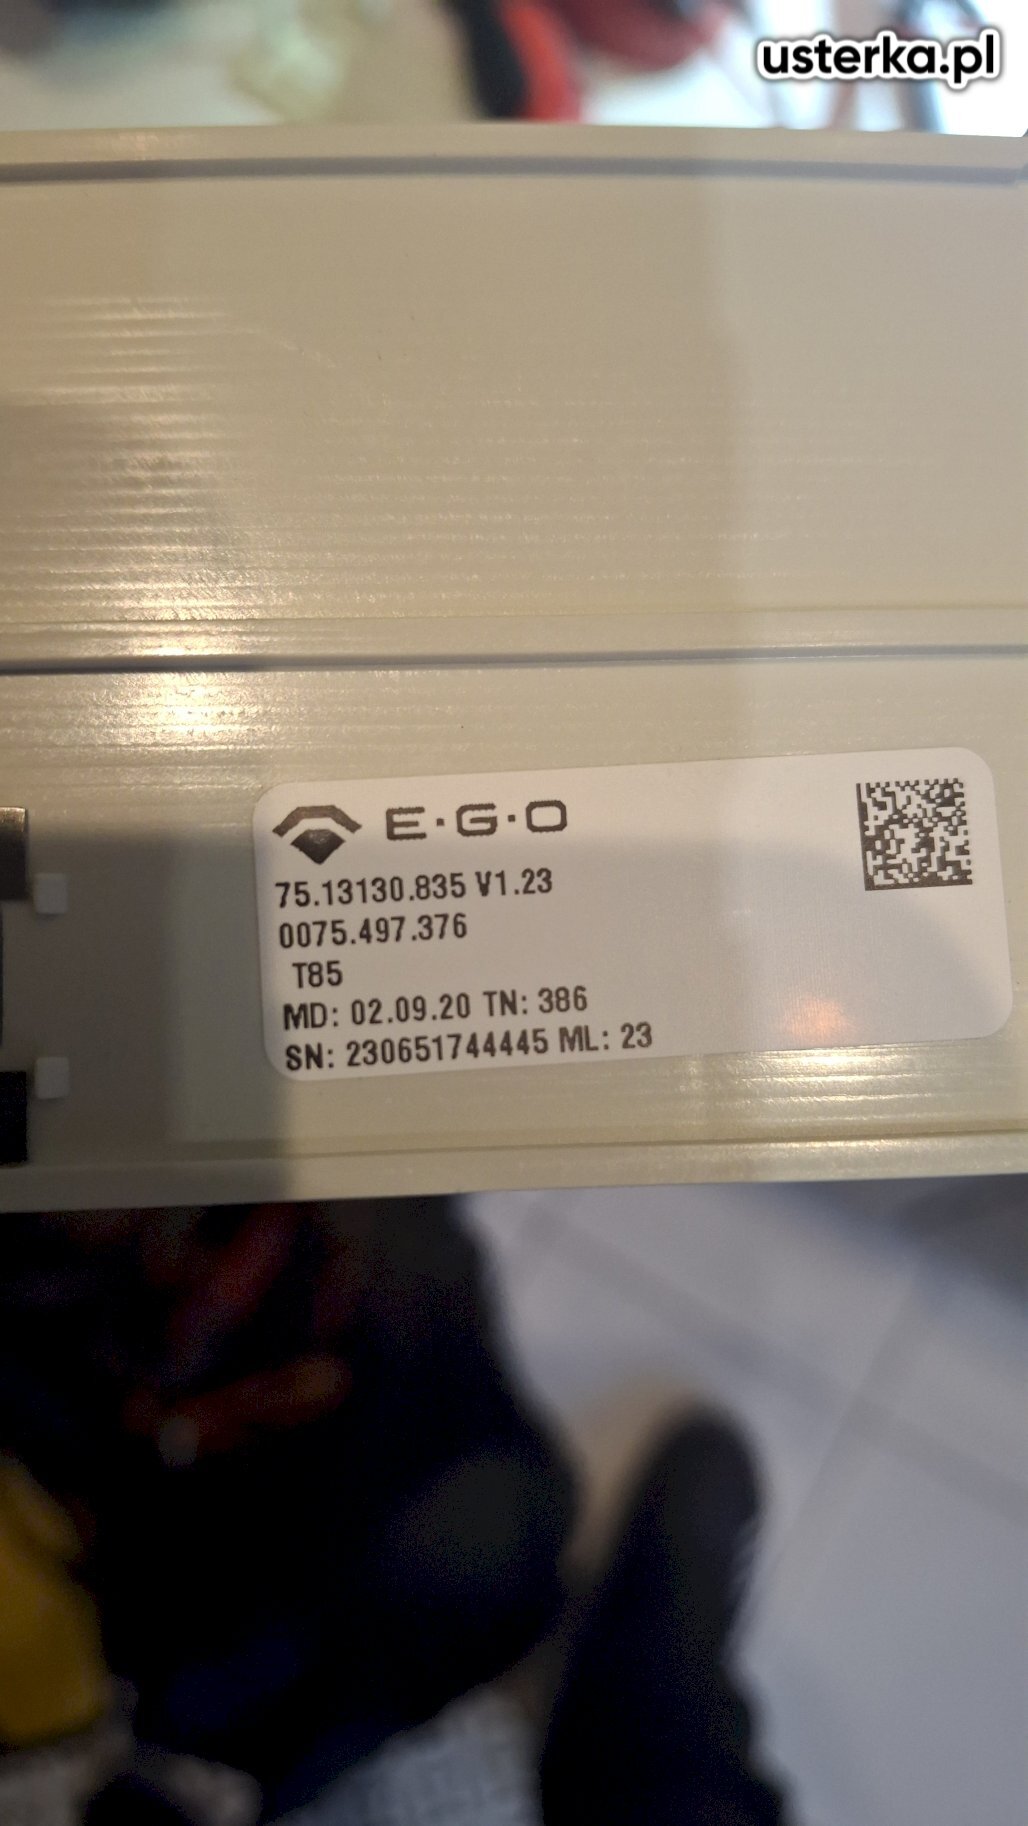 usterka.pl
E·G·O
75.13130.835 V1.23
0075.497.376
T85
MD: 02.09.20 TN: 386
SN: 230651744445 ML: 23